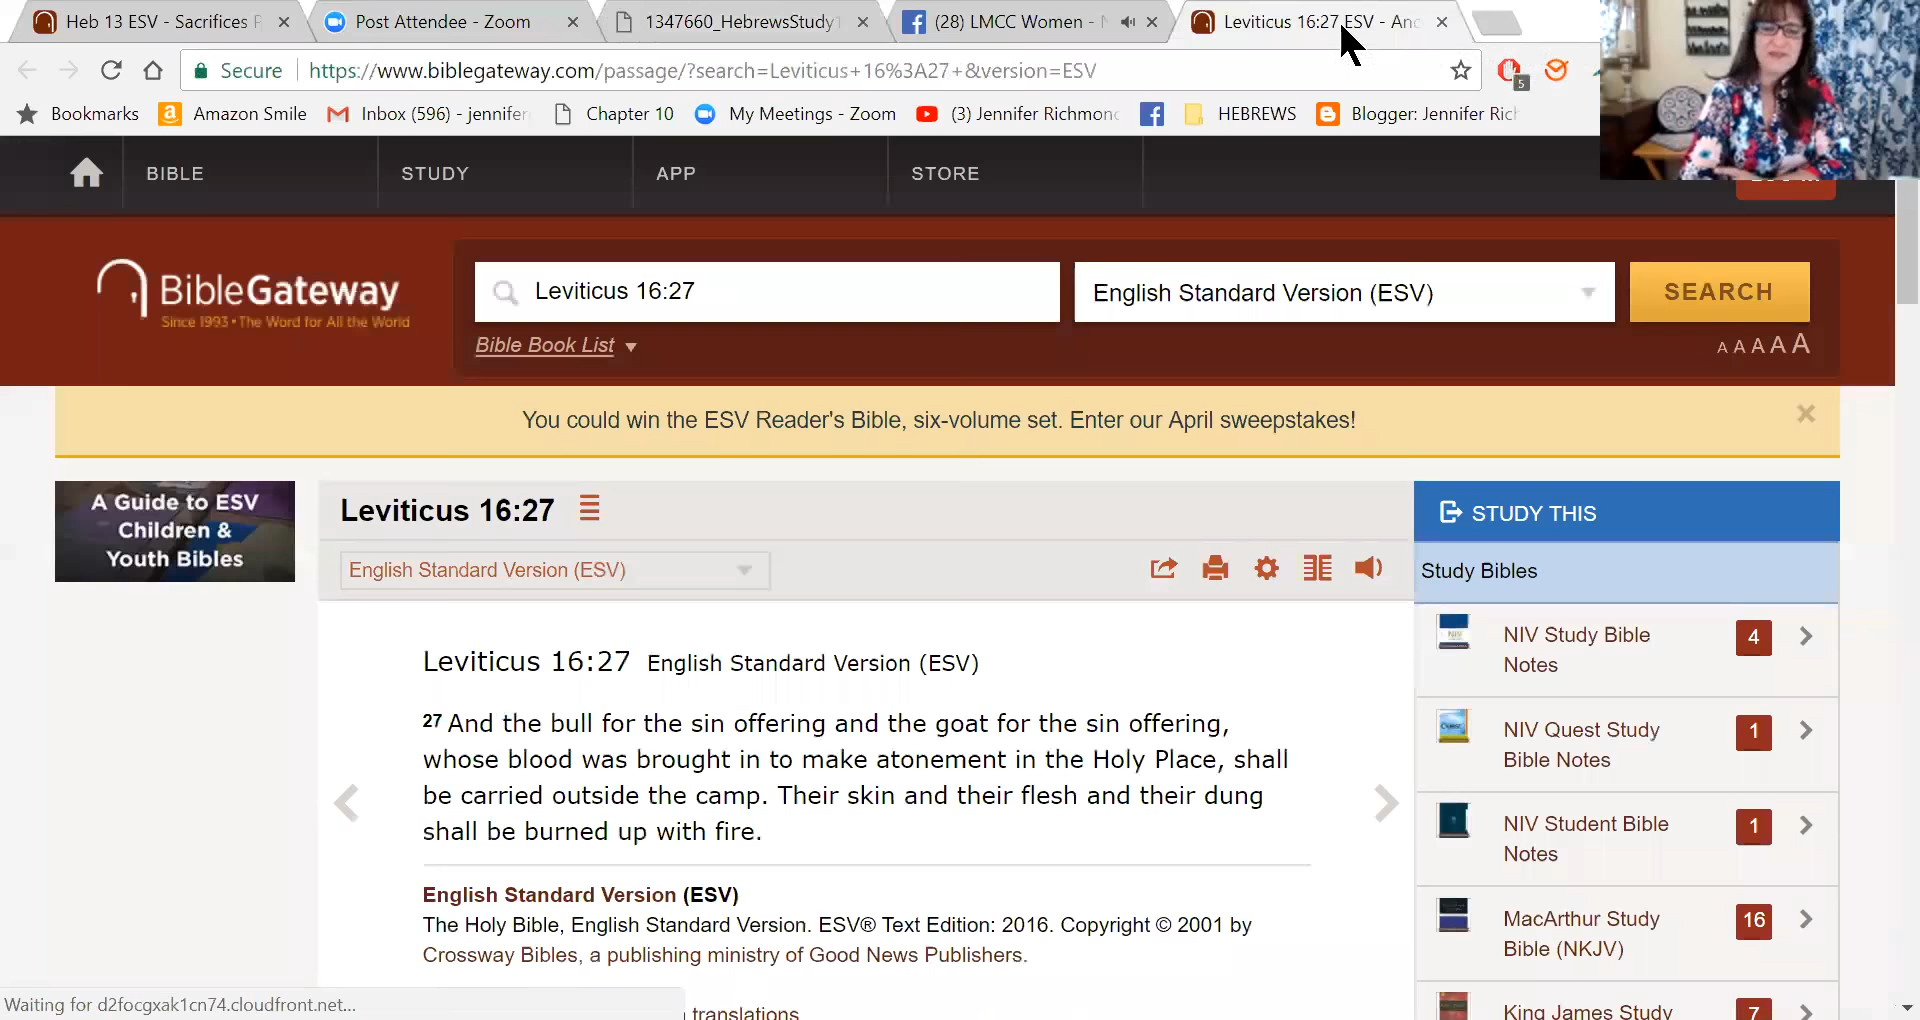 Heb 13 ESV - Sacrifices P
Post Attendee - Zoom
1347660_HebrewsStudy1
(28) LMCC Women - N
Leviticus 16:27 ESV - And
Secure
https://www.biblegateway.com/passage/?search=Leviticus+16%3A27+&version=ESV
5
Bookmarks
Amazon Smile
Inbox (596) - jennifer
Chapter 10
My Meetings - Zoom
(3) Jennifer Richmond
HEBREWS
Blogger: Jennifer Rich
BIBLE
STUDY
APP
STORE
BibleGateway
Since 1993 • The Word for All the World
Leviticus 16:27
English Standard Version (ESV)
SEARCH
Bible Book List
A A A A A
You could win the ESV Reader's Bible, six-volume set. Enter our April sweepstakes!
A Guide to ESV
Children &
Youth Bibles
Leviticus 16:27
English Standard Version (ESV)
Leviticus 16:27 English Standard Version (ESV)
27 And the bull for the sin offering and the goat for the sin offering,
whose blood was brought in to make atonement in the Holy Place, shall
be carried outside the camp. Their skin and their flesh and their dung
shall be burned up with fire.
English Standard Version (ESV)
The Holy Bible, English Standard Version. ESV® Text Edition: 2016. Copyright © 2001 by
Crossway Bibles, a publishing ministry of Good News Publishers.
translations
STUDY THIS
Study Bibles
NIV Study Bible
Notes
4
NIV Quest Study
Bible Notes
1
NIV Student Bible
Notes
1
MacArthur Study
Bible (NKJV)
16
King James Study
7
Waiting for d2focgxak1cn74.cloudfront.net...